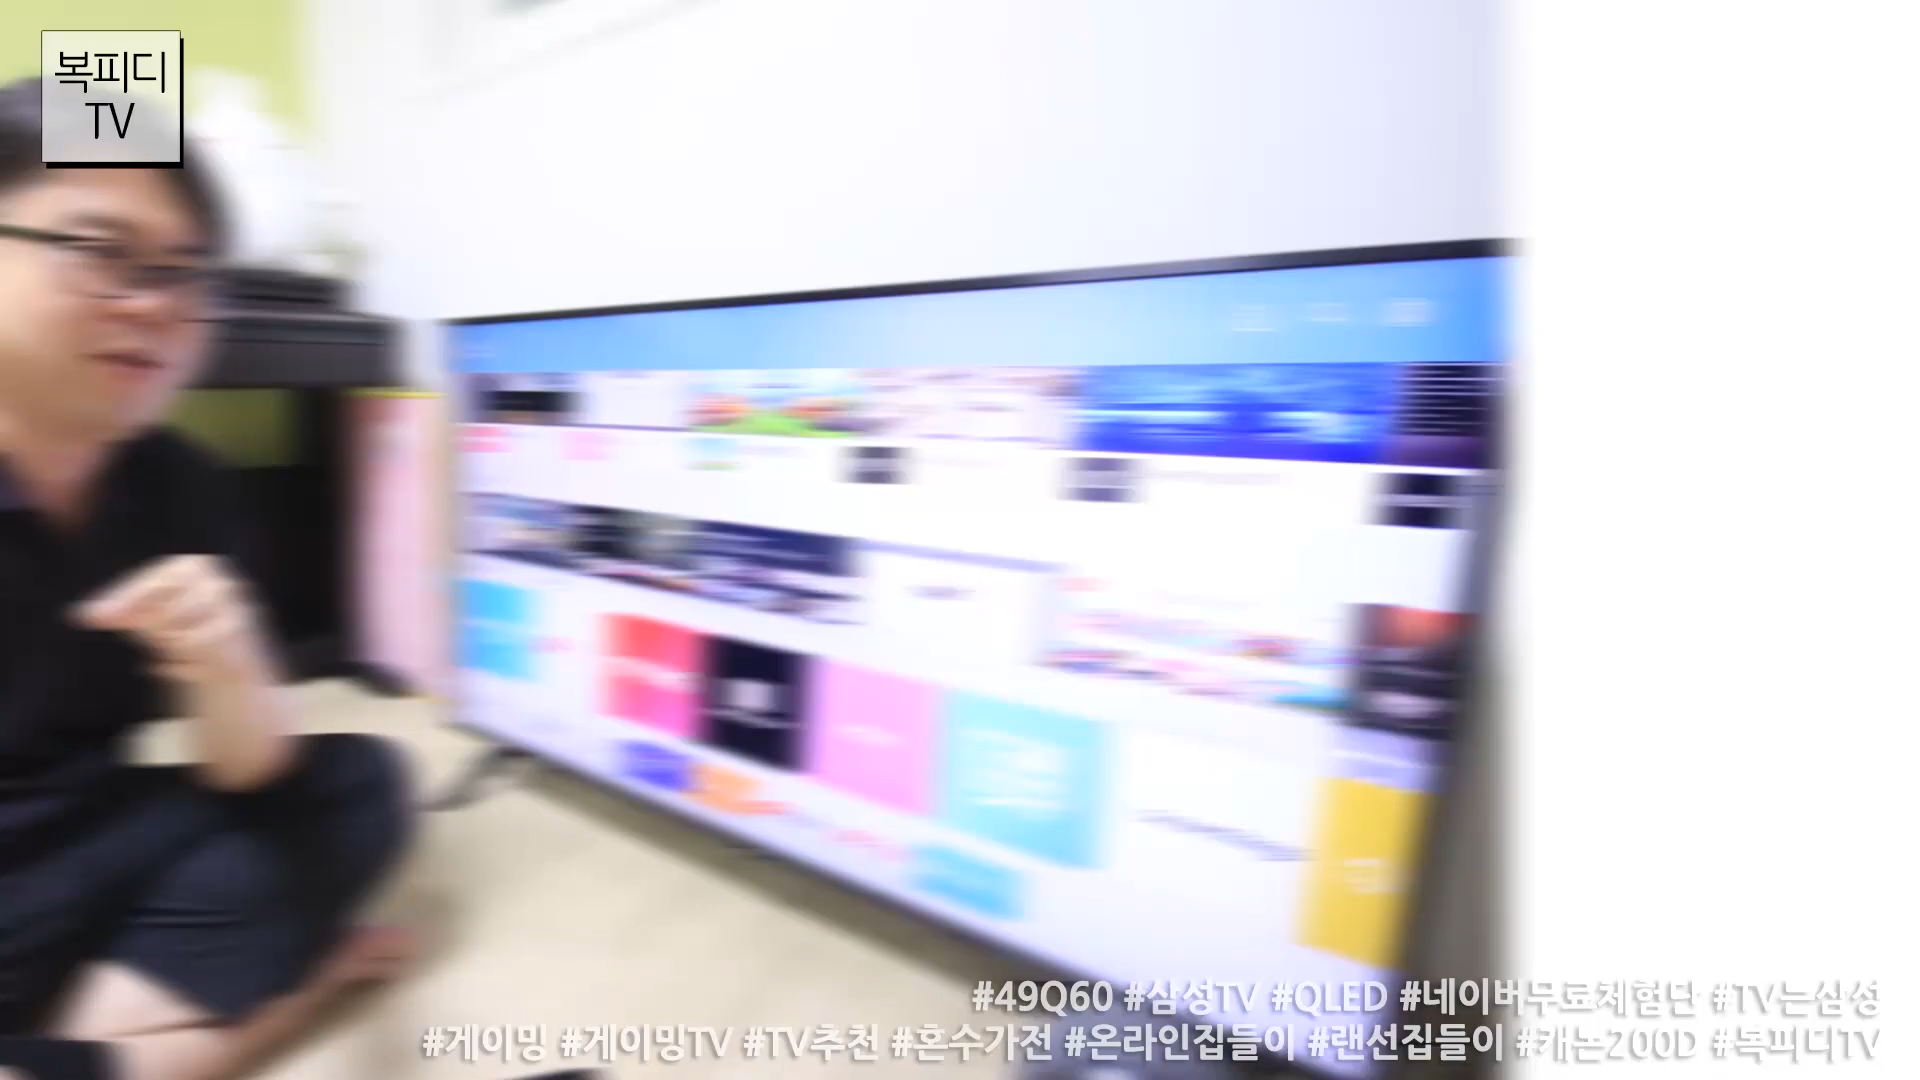 복피디
TV
#49Q60 #삼성TV #QLED #네이버무료체험단 #TV는삼성
#게이밍 #게이밍TV #TV추천 #혼수가전 #온라인집들이 #랜선집들이 #캐논200D #복피디TV